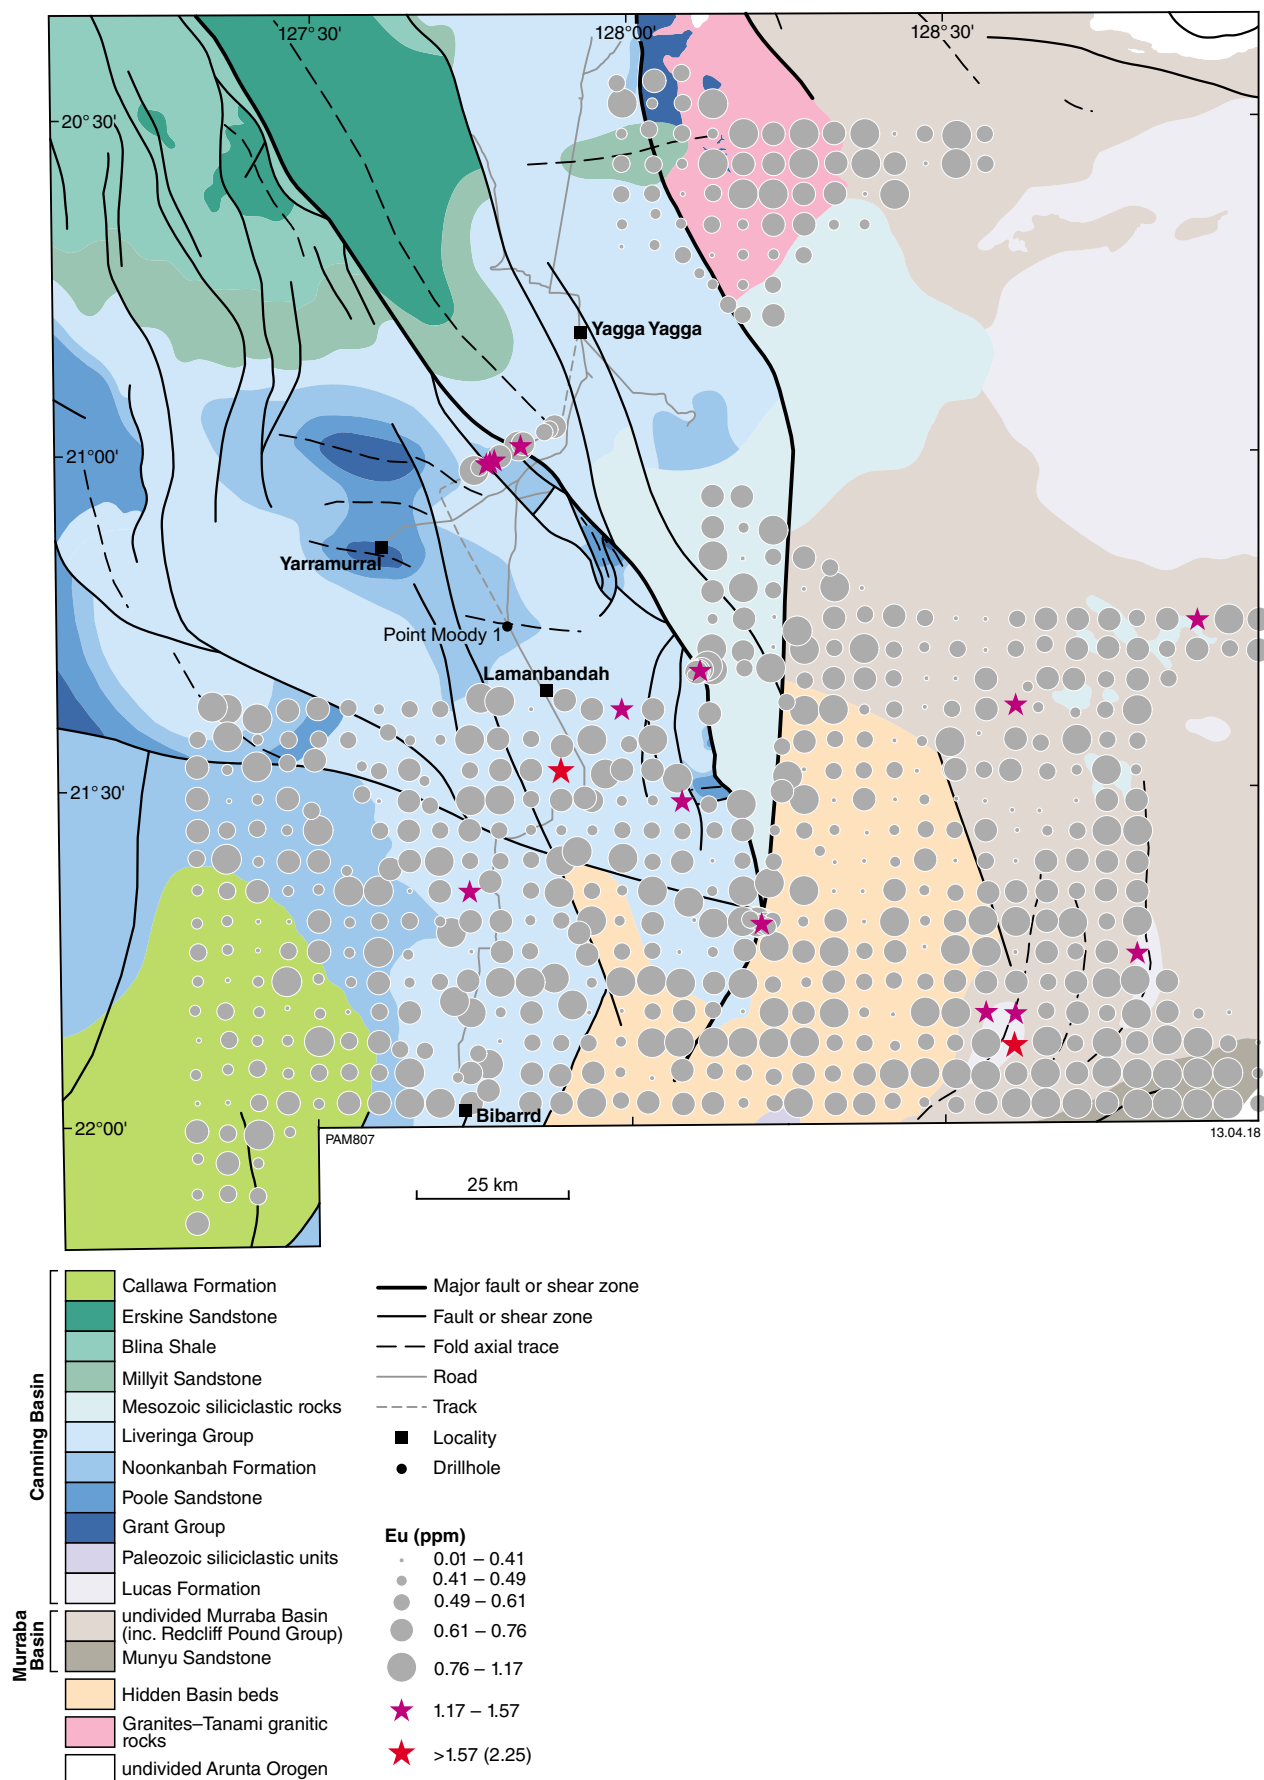 127°30'
128°00'
128°30'
20°30'
Yagga Yagga
21°00'
Yarramurral
Point Moody 1
Lamanbandah
21°30'
Bibarrd
22°00'
PAM807
13.04.18
25 km
Canning Basin
Callawa Formation
Erskine Sandstone
Blina Shale
Millyit Sandstone
Mesozoic siliciclastic rocks
Liveringa Group
Noonkanbah Formation
Poole Sandstone
Grant Group
Paleozoic siliciclastic units
Lucas Formation
Murraba
Basin
undivided Murraba Basin
(inc. Redcliff Pound Group)
Munyu Sandstone
Hidden Basin beds
Granites–Tanami granitic
rocks
undivided Arunta Orogen
Major fault or shear zone
Fault or shear zone
Fold axial trace
Road
Track
Locality
Drillhole
Eu (ppm)
0.01 – 0.41
0.41 – 0.49
0.49 – 0.61
0.61 – 0.76
0.76 – 1.17
1.17 – 1.57
>1.57 (2.25)